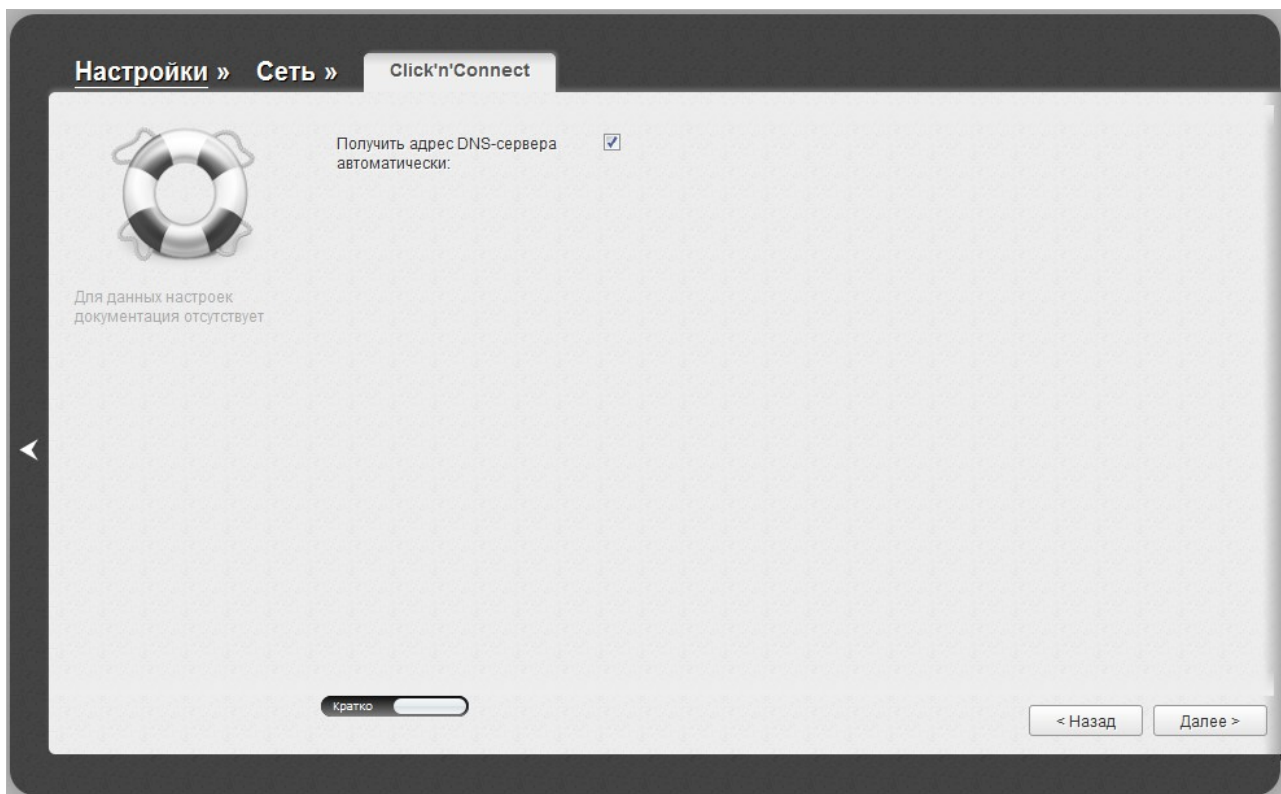 Настройки » Сеть » Click'n'Connect
Получить адрес DNS-сервера
автоматически:
Для данных настроек
документация отсутствует
Кратко
< Назад Далее >